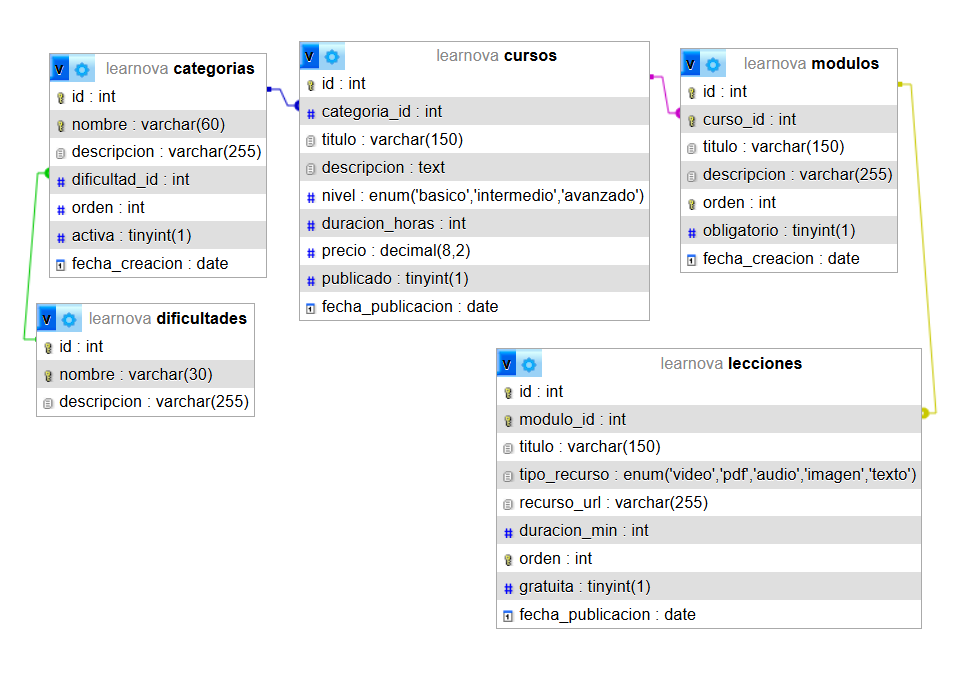 v learnova categorias
id : int
nombre : varchar(60)
descripcion : varchar(255)
# dificultad_id : int
# orden : int
# activa : tinyint(1)
fecha_creacion : date
v learnova dificultades
id : int
nombre : varchar(30)
descripcion : varchar(255)
v learnova cursos
id : int
# categoria_id : int
titulo : varchar(150)
descripcion : text
# nivel : enum('basico','intermedio','avanzado')
# duracion_horas : int
# precio : decimal(8,2)
# publicado : tinyint(1)
fecha_publicacion : date
v learnova modulos
id : int
curso_id : int
titulo : varchar(150)
descripcion : varchar(255)
orden : int
# obligatorio : tinyint(1)
fecha_creacion : date
v learnova lecciones
id : int
modulo_id : int
titulo : varchar(150)
tipo_recurso : enum('video','pdf','audio','imagen','texto')
recurso_url : varchar(255)
# duracion_min : int
orden : int
# gratuita : tinyint(1)
fecha_publicacion : date